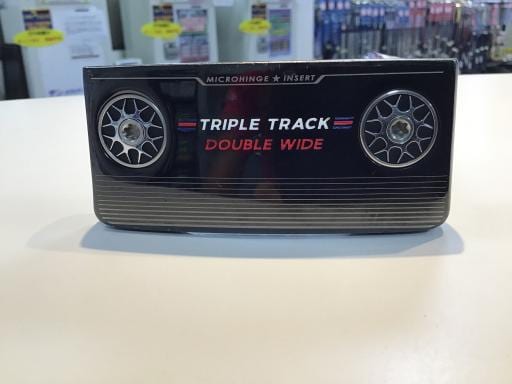 MICROHINGE ★ INSERT
TRIPLE TRACK
DOUBLE WIDE